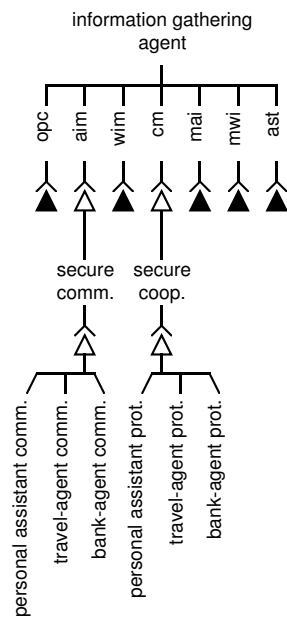 information gathering
agent
opc
aim
wim
cm
mai
mwi
ast
secure
comm.
secure
coop.
personal assistant comm.
travel-agent comm.
bank-agent comm.
personal assistant prot.
travel-agent prot.
bank-agent prot.